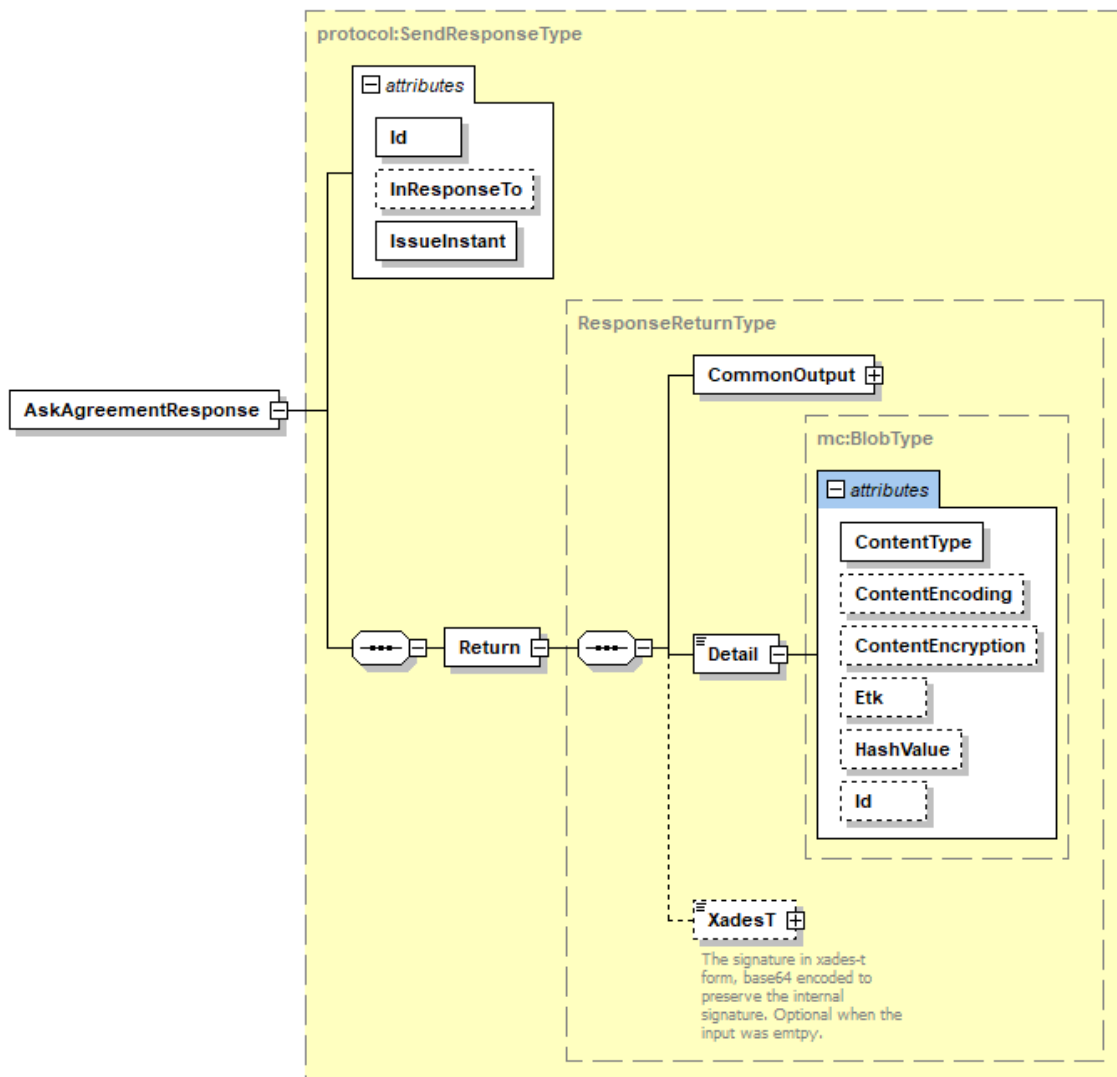 protocol:SendResponseType
attributes
Id
InResponseTo
IssueInstant
ResponseReturnType
CommonOutput
AskAgreementResponse
mc:BlobType
attributes
ContentType
ContentEncoding
ContentEncryption
Return
Detail
Etk
HashValue
Id
XadesT
The signature in xades-t
form, base64 encoded to
preserve the internal
signature. Optional when the
input was emtpy.